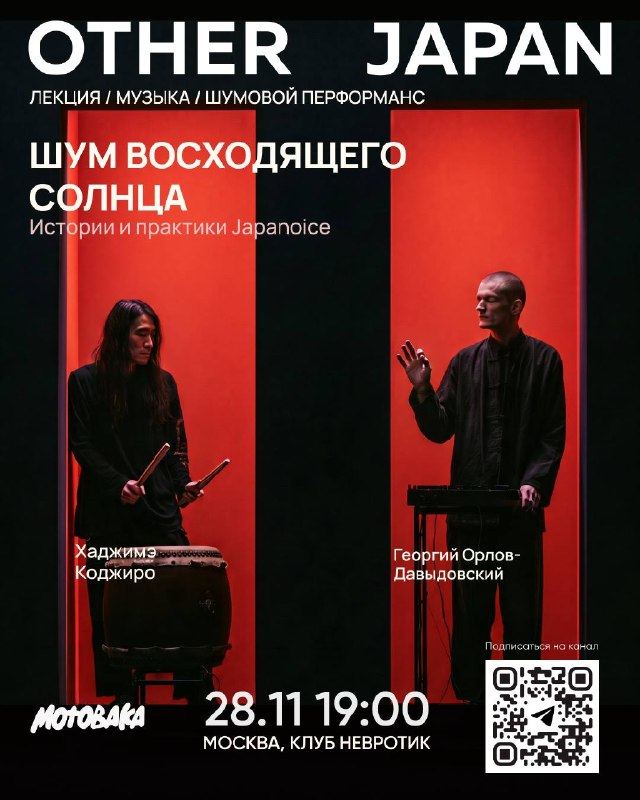 OTHER JAPAN
ЛЕКЦИЯ / МУЗЫКА / ШУМОВОЙ ПЕРФОРМАНС
ШУМ ВОСХОДЯЩЕГО
СОЛНЦА
Истории и практики Japanoice
Хаджимэ
Коджиро
Георгий Орлов-
Давыдовский
Подписаться на канал
МОТОВАКА
28.11 19:00
МОСКВА, КЛУБ НЕВРОТИК